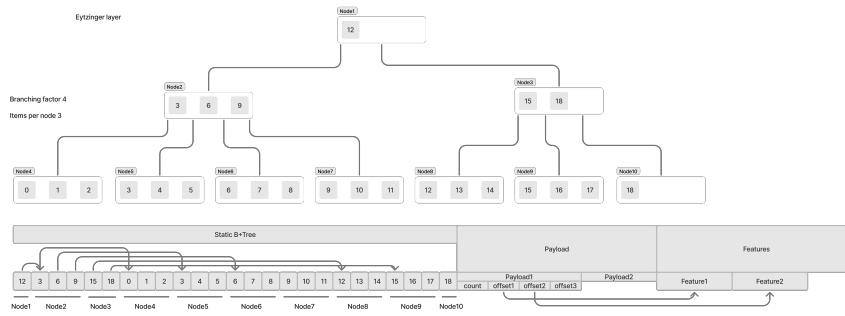 Eytzinger layer
Node1
12
Node2
Node3
Branching factor 4
3 6 9
15 18
Items per node 3
Node4 Node5 Node6 Node7 Node8 Node9 Node10
0 1 2 3 4 5 6 7 8 9 10 11 12 13 14 15 16 17 18
Static B+Tree
Payload
Features
12 3 6 9 15 18 0 1 2 3 4 5 6 7 8 9 10 11 12 13 14 15 16 17 18
Payload1 Payload2
Feature1 Feature2
count offset1 offset2 offset3
Node1 Node2 Node3 Node4 Node5 Node6 Node7 Node8 Node9 Node10